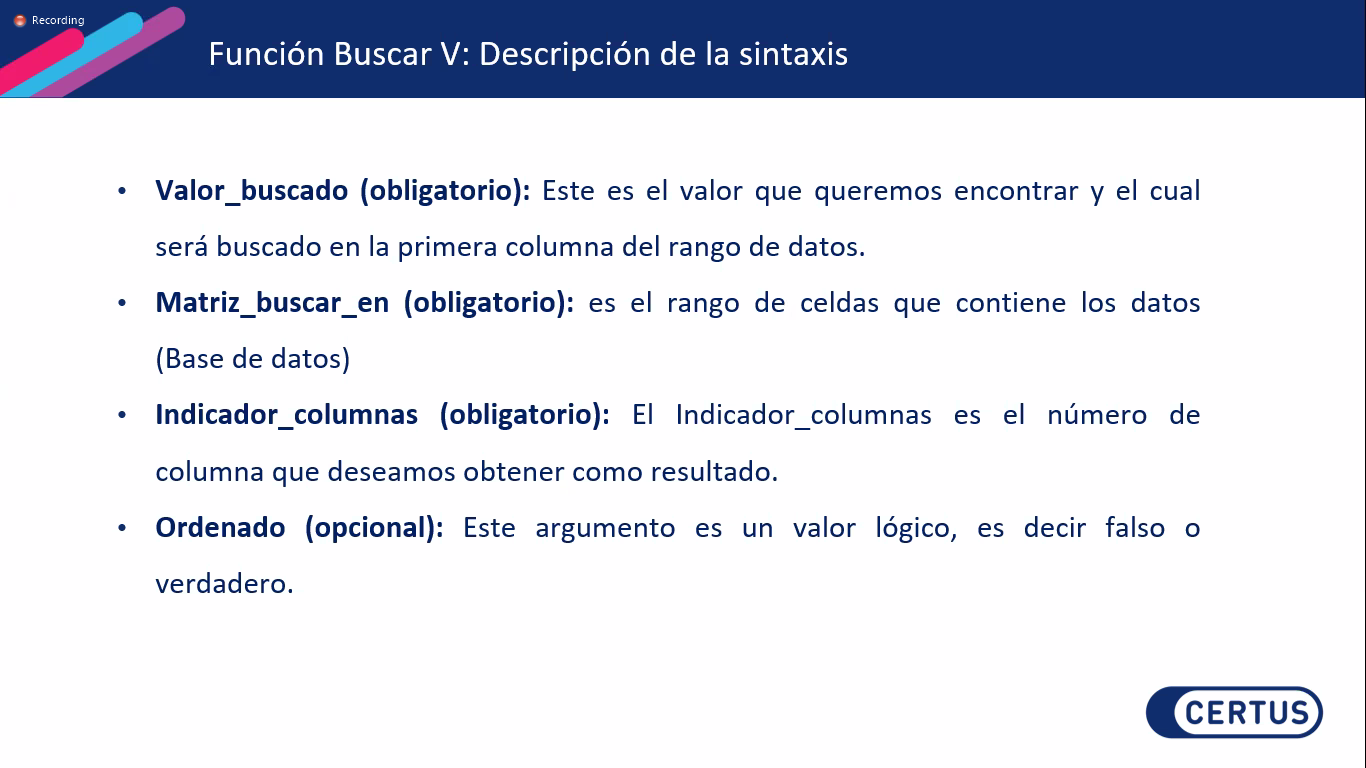 Recording
Función Buscar V: Descripción de la sintaxis
• Valor_buscado (obligatorio): Este es el valor que queremos encontrar y el cual
será buscado en la primera columna del rango de datos.
• Matriz_buscar_en (obligatorio): es el rango de celdas que contiene los datos
(Base de datos)
• Indicador_columnas (obligatorio): El Indicador_columnas es el número de
columna que deseamos obtener como resultado.
• Ordenado (opcional): Este argumento es un valor lógico, es decir falso o
verdadero.
CERTUS